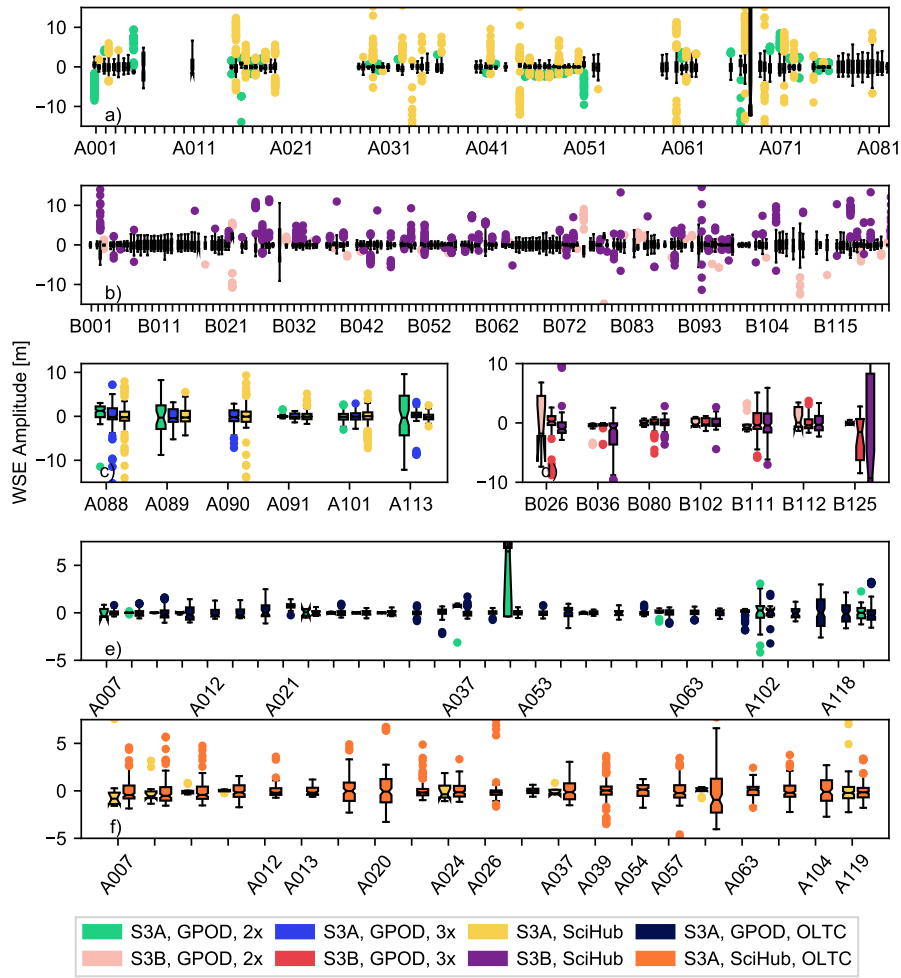 10
0
−10
a)
A001 A011 A021 A031 A041 A051 A061 A071 A081
10
0
−10
b)
B001 B011 B021 B032 B042 B052 B062 B072 B083 B093 B104 B115
WSE Amplitude [m]
10
0
−10
c)
A088 A089 A090 A091 A101 A113
10
0
−10
B026 B036 B080 B102 B111 B112 B125
5
0
−5
e)
A007 A012 A021 A037 A053 A063 A102 A118
5
0
−5
f)
A007 A012 A013 A020 A024 A026 A037 A039 A054 A057 A063 A104 A119
S3A, GPOD, 2x S3A, GPOD, 3x S3A, SciHub S3A, GPOD, OLTC
S3B, GPOD, 2x S3B, GPOD, 3x S3B, SciHub S3A, SciHub, OLTC